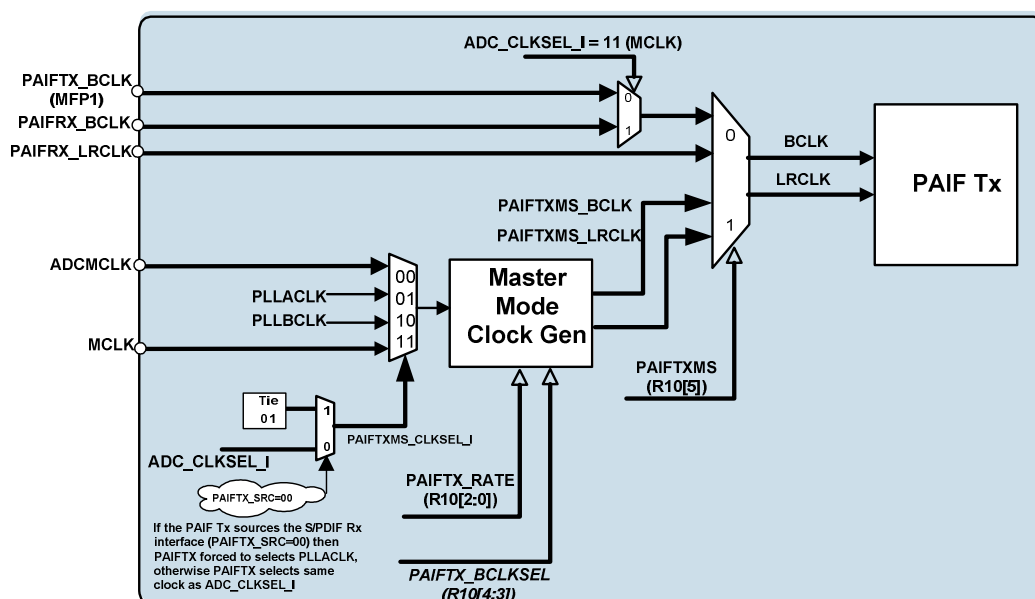 ADC_CLKSEL_I = 11 (MCLK)
PAIFTX_BCLK
(MFP1)
PAIFRX_BCLK
PAIFRX_LRCLK
0
1
0
1
BCLK
LRCLK
PAIF Tx
PAIFTXMS_BCLK
PAIFTXMS_LRCLK
ADCMCLK
PLLACLK
PLLBCLK
MCLK
00
01
10
11
Master
Mode
Clock Gen
PAIFTXMS
(R10[5])
Tie
01
1
0
PAIFTXMS_CLKSEL_I
ADC_CLKSEL_I
PAIFTX_SRC=00
PAIFTX_RATE
(R10[2:0])
PAIFTX_BCLKSEL
(R10[4:3])
If the PAIF Tx sources the S/PDIF Rx
interface (PAIFTX_SRC=00) then
PAIFTX forced to selects PLLACLK,
otherwise PAIFTX selects same
clock as ADC_CLKSEL_I